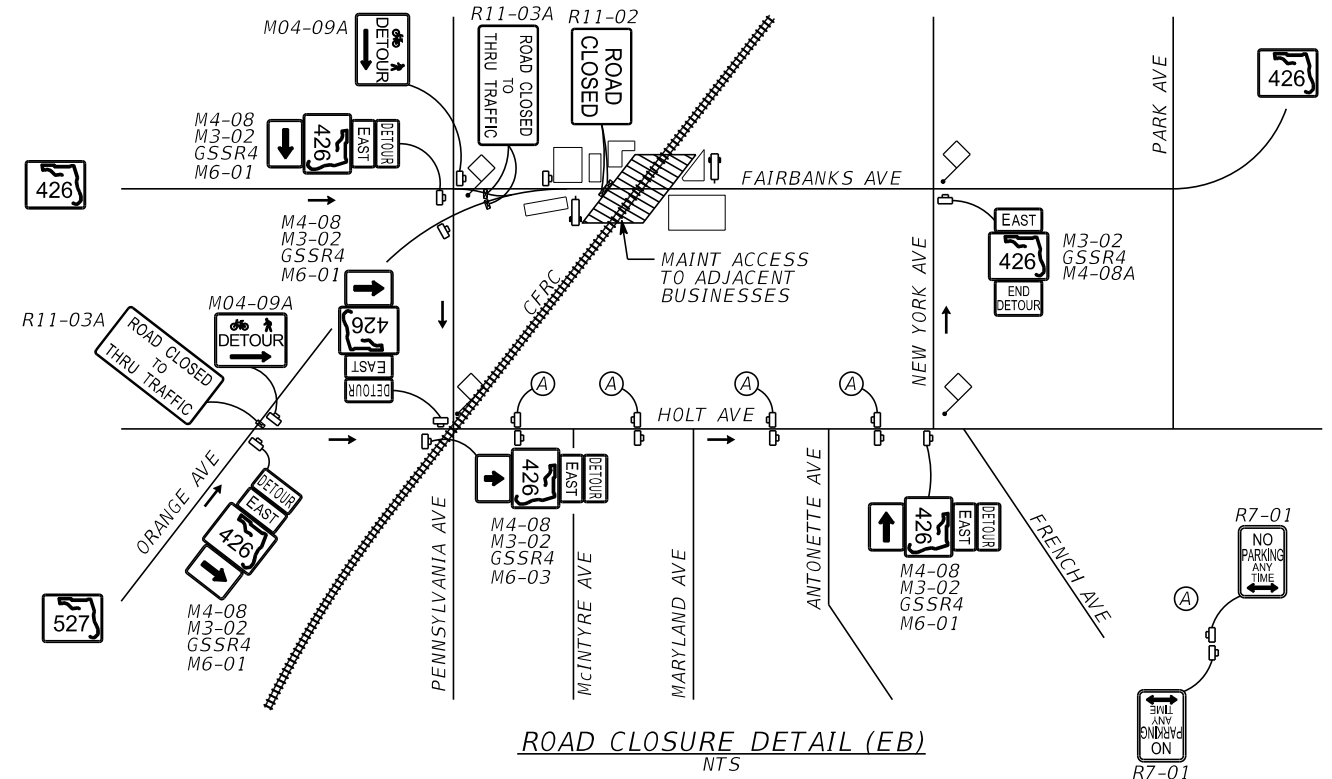 M04-09A
DETOUR
R11-03A
ROAD CLOSED
TO
THRU TRAFFIC
R11-02
ROAD
CLOSED
M4-08
M3-02
GSSR4
M6-01
426
EAST
DETOUR
426
426
PARK AVE
FAIRBANKS AVE
M4-08
M3-02
GSSR4
M6-01
MAINT ACCESS
TO ADJACENT
BUSINESSES
CFRC
NEW YORK AVE
EAST
426
END
DETOUR
M3-02
GSSR4
M4-08A
426
EAST
DETOUR
M04-09A
DETOUR
R11-03A
ROAD CLOSED
TO
THRU TRAFFIC
A
A
A
A
HOLT AVE
ORANGE AVE
DETOUR
EAST
426
M4-08
M3-02
GSSR4
M6-01
527
PENNSYLVANIA AVE
426
EAST
DETOUR
M4-08
M3-02
GSSR4
M6-03
McINTYRE AVE
MARYLAND AVE
ANTONETTE AVE
426
EAST
DETOUR
M4-08
M3-02
GSSR4
M6-01
FRENCH AVE
R7-01
NO
PARKING
ANY
TIME
A
NO
PARKING
ANY
TIME
R7-01
ROAD CLOSURE DETAIL (EB)
NTS